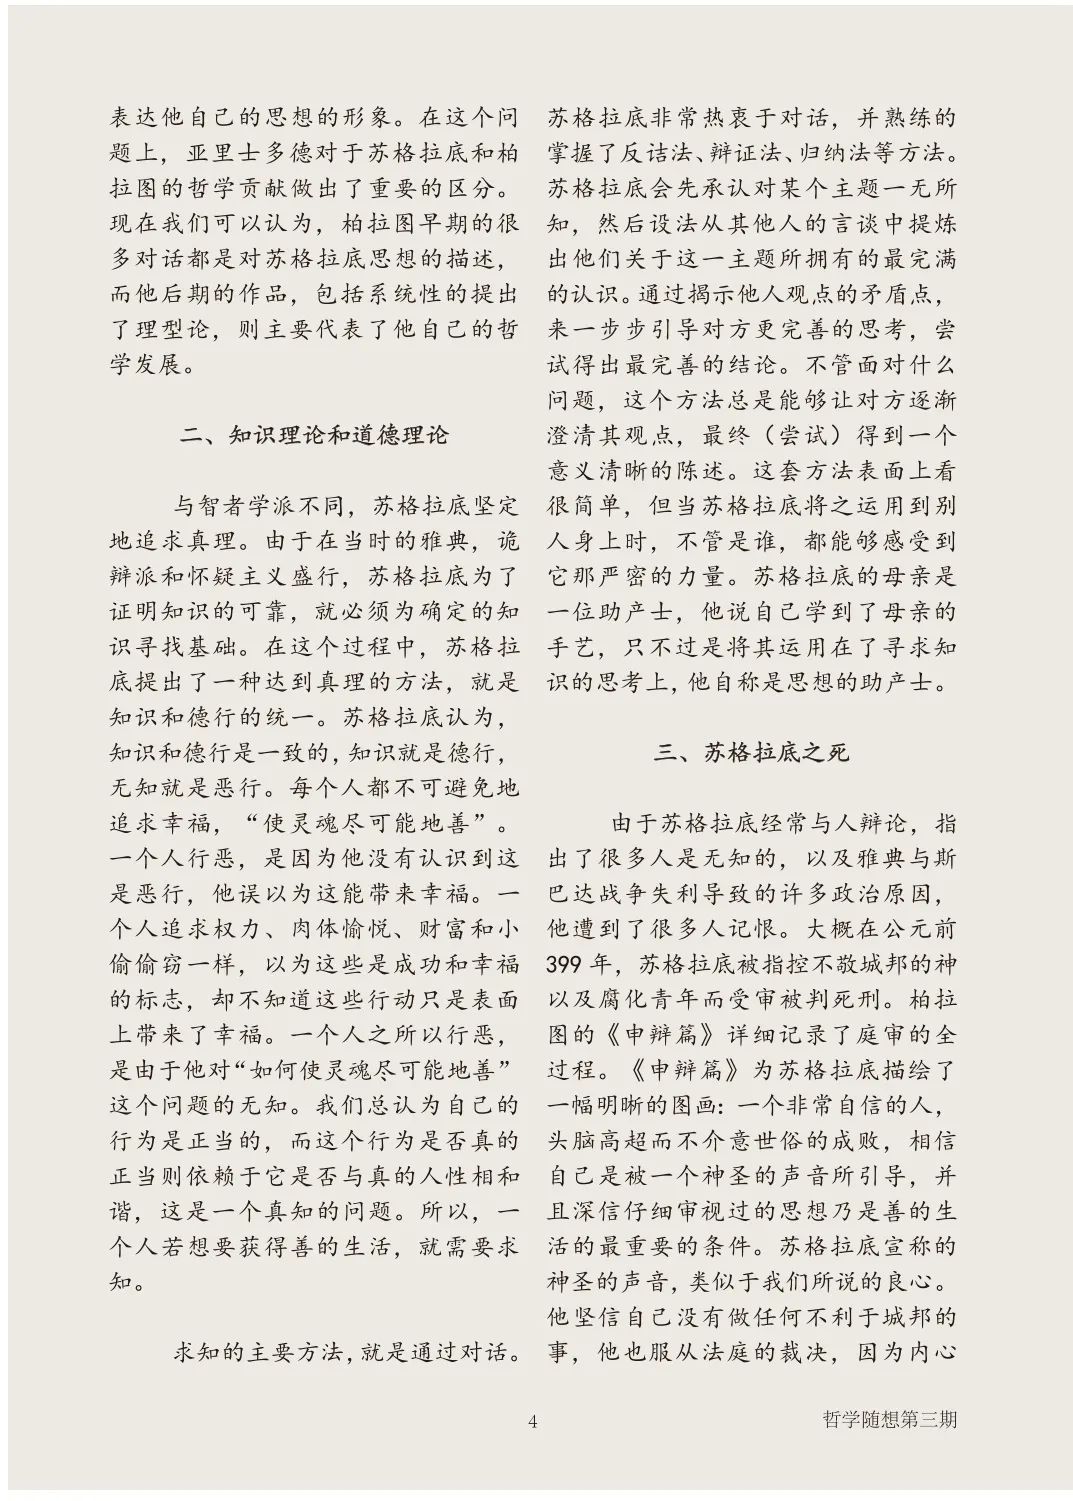 表达他自己的思想的形象。在这个问
题上，亚里士多德对于苏格拉底和柏
拉图的哲学贡献做出了重要的区分。
现在我们可以认为，柏拉图早期的很
多对话都是对苏格拉底思想的描述，
而他后期的作品，包括系统性的提出
了理型论，则主要代表了他自己的哲
学发展。
二、知识理论和道德理论
与智者学派不同，苏格拉底坚定
地追求真理。由于在当时的雅典，诡
辩派和怀疑主义盛行，苏格拉底为了
证明知识的可靠，就必须为确定的知
识寻找基础。在这个过程中，苏格拉
底提出了一种达到真理的方法，就是
知识和德行的统一。苏格拉底认为，
知识和德行是一致的，知识就是德行，
无知就是恶行。每个人都不可避免地
追求幸福，“使灵魂尽可能地善”。
一个人行恶，是因为他没有认识到这
是恶行，他误以为这能带来幸福。一
个人追求权力、肉体愉悦、财富和小
偷偷窃一样，以为这些是成功和幸福
的标志，却不知道这些行动只是表面
上带来了幸福。一个人之所以行恶，
是由于他对“如何使灵魂尽可能地善”
这个问题的无知。我们总认为自己的
行为是正当的，而这个行为是否真的
正当则依赖于它是否与真的人性相和
谐，这是一个真知的问题。所以，一
个人若想要获得善的生活，就需要求
知。
求知的主要方法，就是通过对话。
苏格拉底非常热衷于对话，并熟练的
掌握了反诘法、辩证法、归纳法等方法。
苏格拉底会先承认对某个主题一无所
知，然后设法从其他人的言谈中提炼
出他们关于这一主题所拥有的最完满
的认识。通过揭示他人观点的矛盾点，
来一步步引导对方更完善的思考，尝
试得出最完善的结论。不管面对什么
问题，这个方法总是能够让对方逐渐
澄清其观点，最终（尝试）得到一个
意义清晰的陈述。这套方法表面上看
很简单，但当苏格拉底将之运用到别
人身上时，不管是谁，都能够感受到
它那严密的力量。苏格拉底的母亲是
一位助产士，他说自己学到了母亲的
手艺，只不过是将其运用在了寻求知
识的思考上，他自称是思想的助产士。
三、苏格拉底之死
由于苏格拉底经常与人辩论，指
出了很多人是无知的，以及雅典与斯
巴达战争失利导致的许多政治原因，
他遭到了很多人记恨。大概在公元前
399 年，苏格拉底被指控不敬城邦的神
以及腐化青年而受审被判死刑。柏拉
图的《申辩篇》详细记录了庭审的全
过程。《申辩篇》为苏格拉底描绘了
一幅明晰的图画：一个非常自信的人，
头脑高超而不介意世俗的成败，相信
自己是被一个神圣的声音所引导，并
且深信仔细审视过的思想乃是善的生
活的最重要的条件。苏格拉底宣称的
神圣的声音，类似于我们所说的良心。
他坚信自己没有做任何不利于城邦的
事，他也服从法庭的裁决，因为内心
4
哲学随想第三期